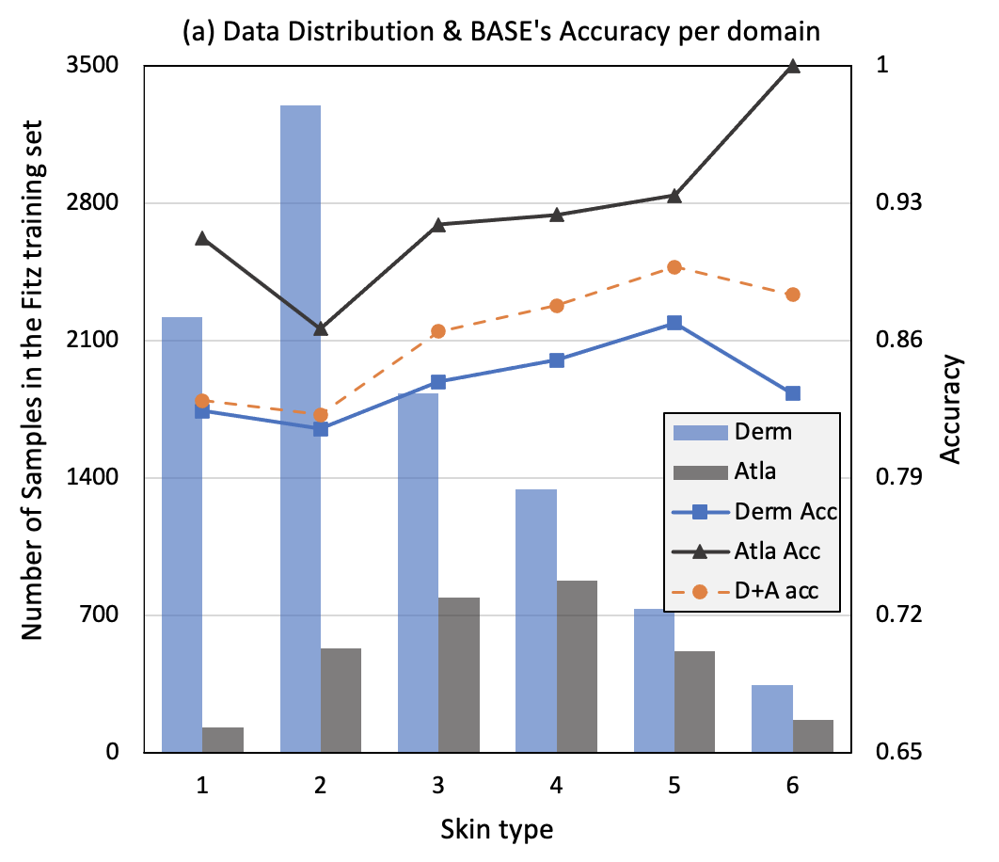 (a) Data Distribution & BASE's Accuracy per domain
Number of Samples in the Fitz training set
3500
2800
2100
1400
700
0
1
0.93
0.86
0.79
0.72
0.65
Accuracy
Derm
Atla
Derm Acc
Atla Acc
D+A acc
1 2 3 4 5 6
Skin type